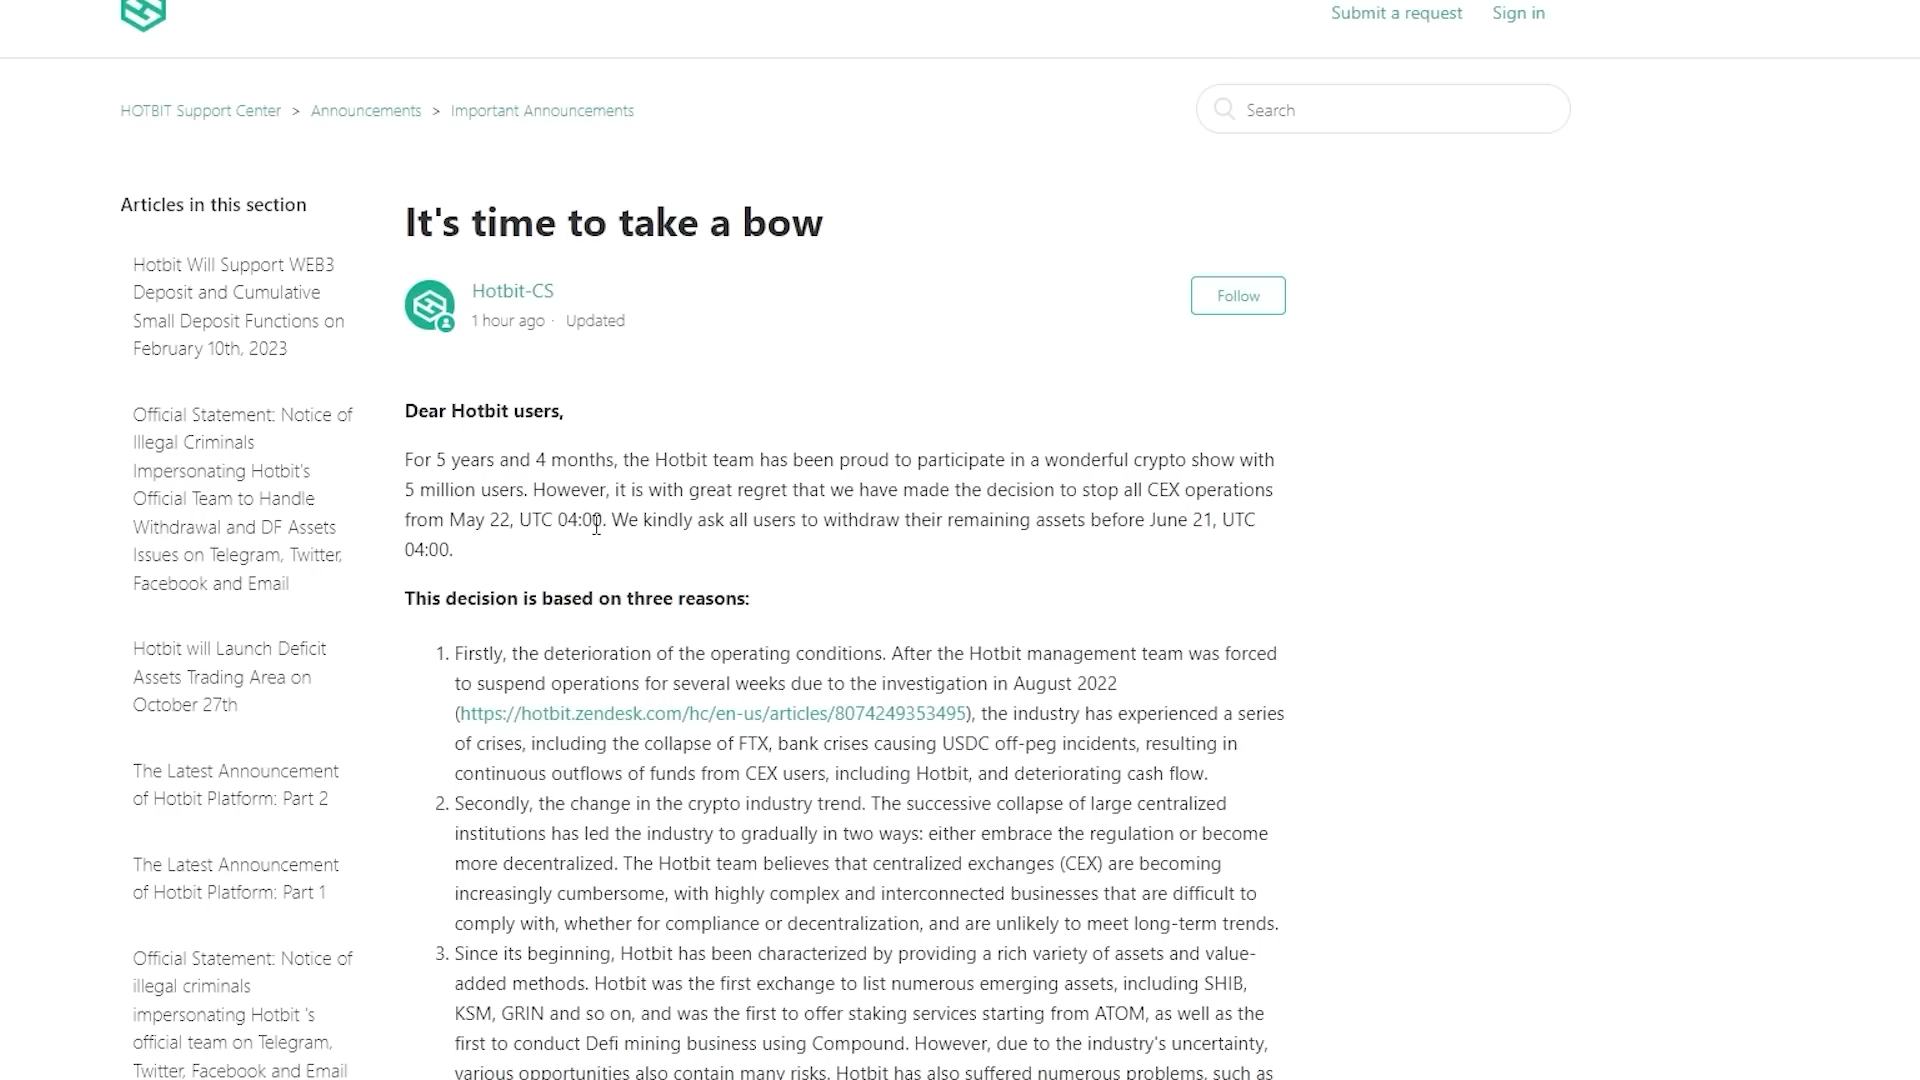 Submit a request
Sign in
HOTBIT Support Center > Announcements > Important Announcements
Search
Articles in this section
Hotbit Will Support WEB3
Deposit and Cumulative
Small Deposit Functions on
February 10th, 2023
Official Statement: Notice of
Illegal Criminals
Impersonating Hotbit's
Official Team to Handle
Withdrawal and DF Assets
Issues on Telegram, Twitter,
Facebook and Email
Hotbit will Launch Deficit
Assets Trading Area on
October 27th
The Latest Announcement
of Hotbit Platform: Part 2
The Latest Announcement
of Hotbit Platform: Part 1
Official Statement: Notice of
illegal criminals
impersonating Hotbit 's
official team on Telegram,
Twitter, Facebook and Email
It's time to take a bow
Hotbit-CS
1 hour ago · Updated
Follow
Dear Hotbit users,
For 5 years and 4 months, the Hotbit team has been proud to participate in a wonderful crypto show with
5 million users. However, it is with great regret that we have made the decision to stop all CEX operations
from May 22, UTC 04:00. We kindly ask all users to withdraw their remaining assets before June 21, UTC
04:00.
This decision is based on three reasons:
1. Firstly, the deterioration of the operating conditions. After the Hotbit management team was forced
to suspend operations for several weeks due to the investigation in August 2022
(https://hotbit.zendesk.com/hc/en-us/articles/8074249353495), the industry has experienced a series
of crises, including the collapse of FTX, bank crises causing USDC off-peg incidents, resulting in
continuous outflows of funds from CEX users, including Hotbit, and deteriorating cash flow.
2. Secondly, the change in the crypto industry trend. The successive collapse of large centralized
institutions has led the industry to gradually in two ways: either embrace the regulation or become
more decentralized. The Hotbit team believes that centralized exchanges (CEX) are becoming
increasingly cumbersome, with highly complex and interconnected businesses that are difficult to
comply with, whether for compliance or decentralization, and are unlikely to meet long-term trends.
3. Since its beginning, Hotbit has been characterized by providing a rich variety of assets and value-
added methods. Hotbit was the first exchange to list numerous emerging assets, including SHIB,
KSM, GRIN and so on, and was the first to offer staking services starting from ATOM, as well as the
first to conduct Defi mining business using Compound. However, due to the industry's uncertainty,
various opportunities also contain many risks. Hotbit has also suffered numerous problems, such as